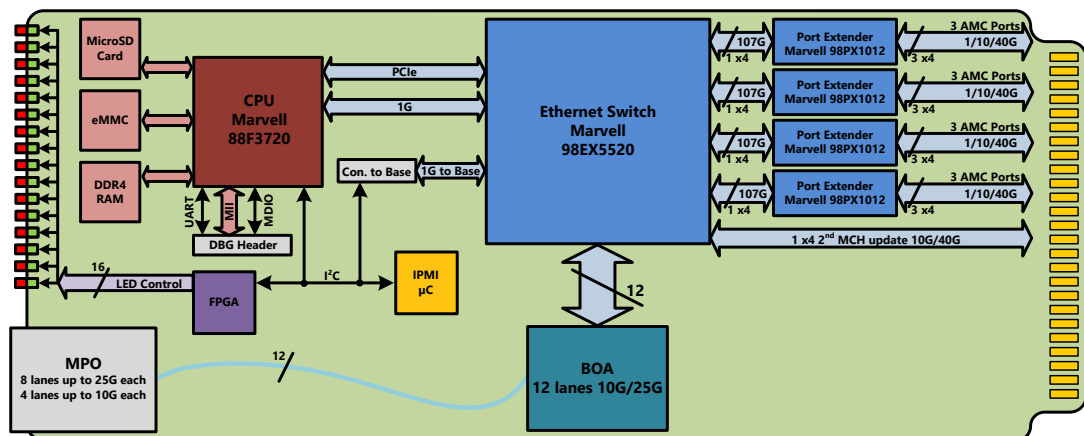 MicroSD
Card
eMMC
DDR4
RAM
CPU
Marvell
88F3720
PCIe
1G
Ethernet Switch
Marvell
98EX5520
107G
1 x4
Port Extender
Marvell 98PX1012
3 AMC Ports
1/10/40G
3 x4
107G
1 x4
Port Extender
Marvell 98PX1012
3 AMC Ports
1/10/40G
3 x4
107G
1 x4
Port Extender
Marvell 98PX1012
3 AMC Ports
1/10/40G
3 x4
107G
1 x4
Port Extender
Marvell 98PX1012
3 AMC Ports
1/10/40G
3 x4
1 x4 2nd MCH update 10G/40G
Con. to Base
1G to Base
UART
MII
MDIO
DBG Header
16
LED Control
FPGA
I²C
IPMI
µC
12
MPO
8 lanes up to 25G each
4 lanes up to 10G each
12
BOA
12 lanes 10G/25G